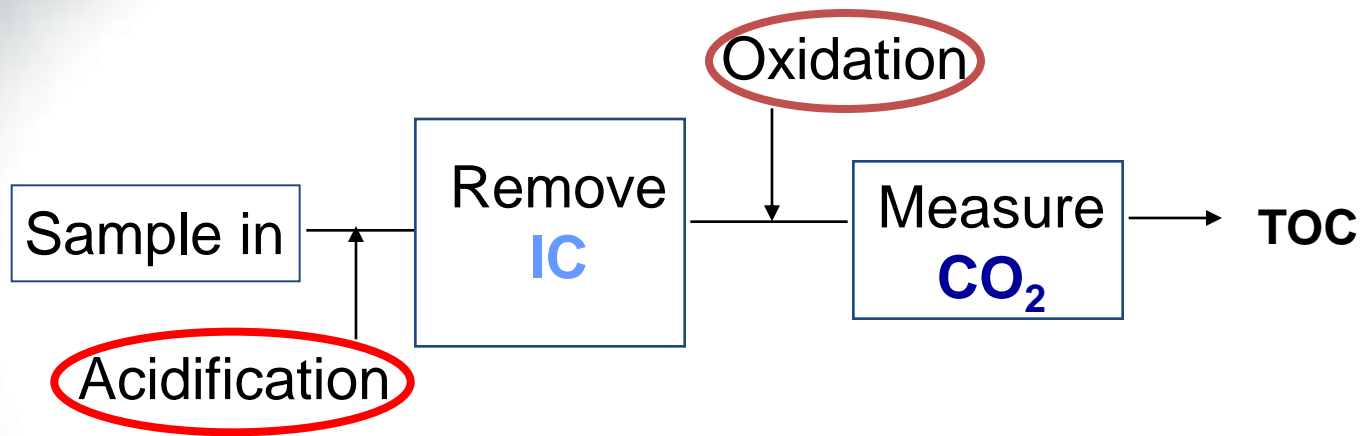 Oxidation
Sample in
Remove
IC
Measure
CO₂
TOC
Acidification